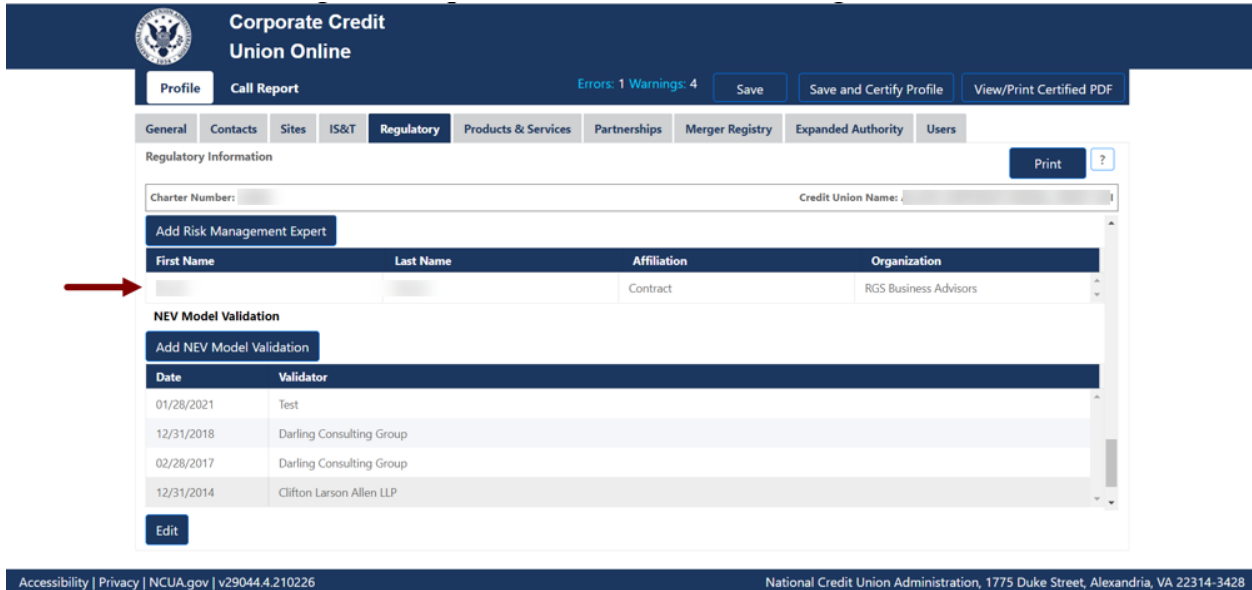 Corporate Credit
Union Online
Profile Call Report Errors: 1 Warnings: 4 Save Save and Certify Profile View/Print Certified PDF
General Contacts Sites IS&T Regulatory Products & Services Partnerships Merger Registry Expanded Authority Users
Regulatory Information Print ?
Charter Number: Credit Union Name:
Add Risk Management Expert
First Name Last Name Affiliation Organization
Contract RGS Business Advisors
NEV Model Validation
Add NEV Model Validation
Date Validator
01/28/2021 Test
12/31/2018 Darling Consulting Group
02/28/2017 Darling Consulting Group
12/31/2014 Clifton Larson Allen LLP
Edit
Accessibility | Privacy | NCUA.gov | v29044.4.210226 National Credit Union Administration, 1775 Duke Street, Alexandria, VA 22314-3428